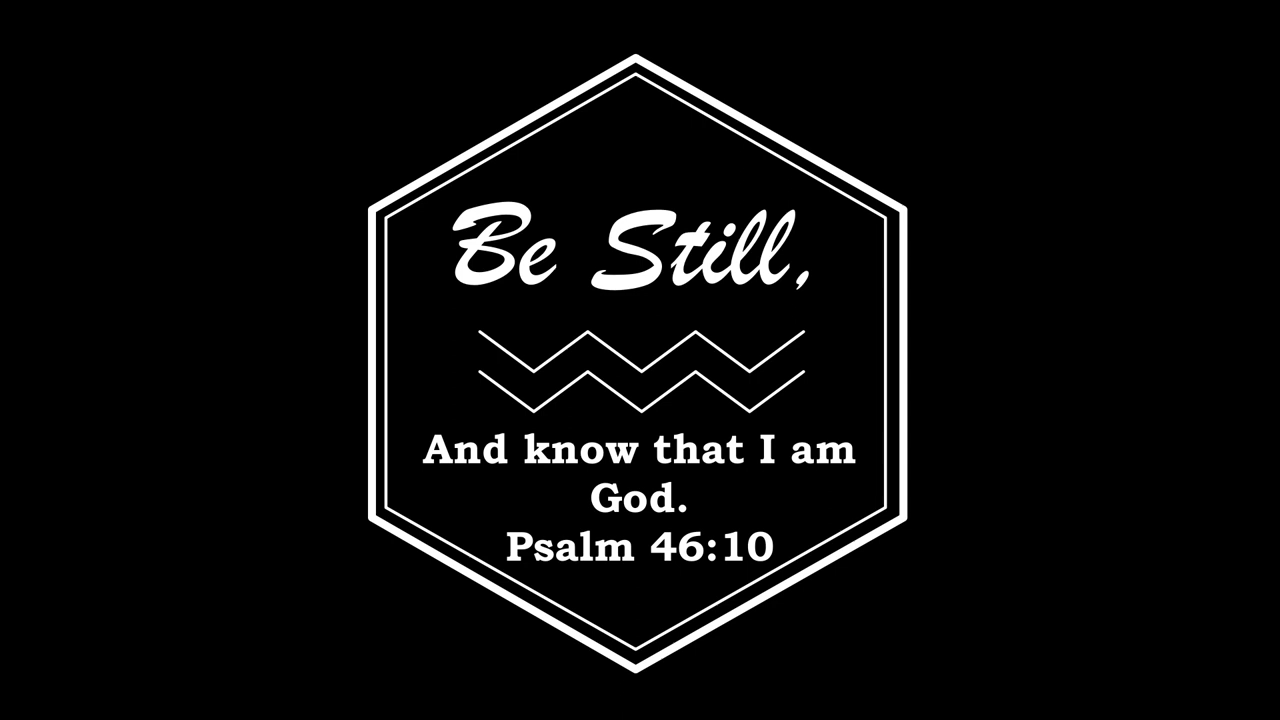 Be Still,
And know that I am
God.
Psalm 46:10